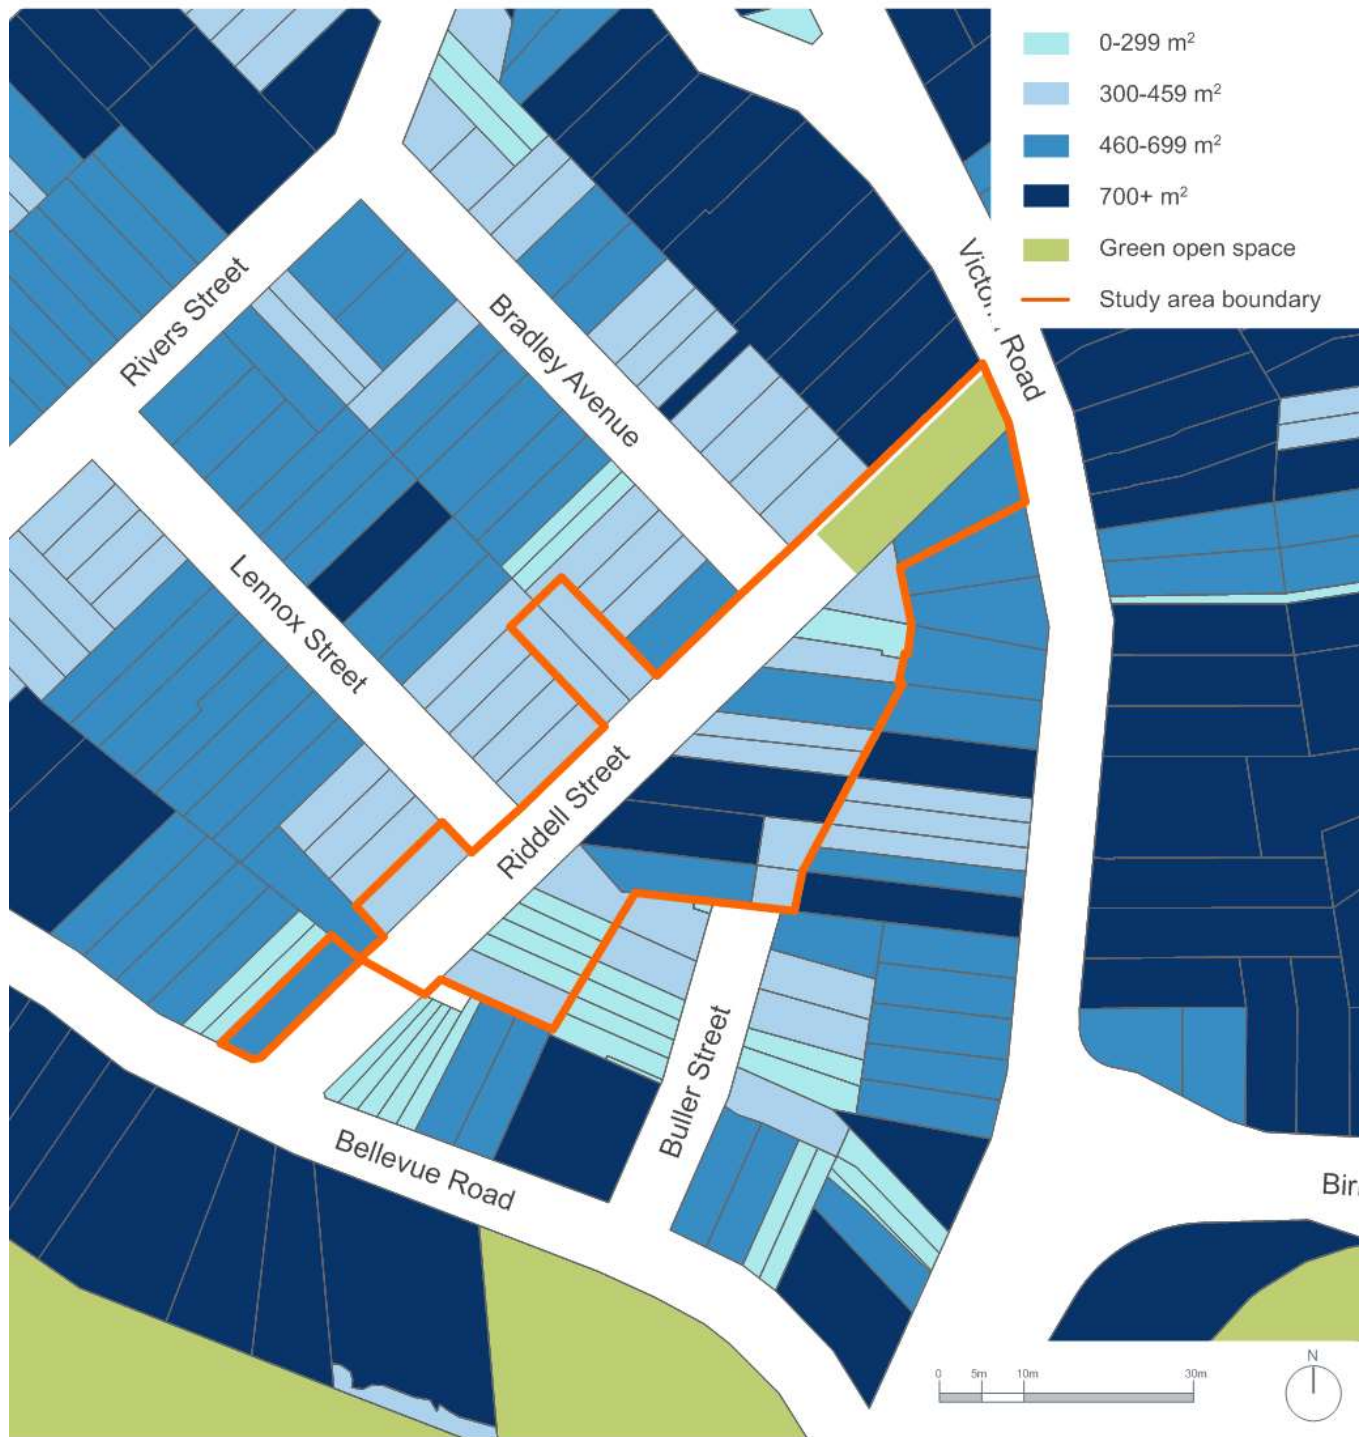 0-299 m²
300-459 m²
460-699 m²
700+ m²
Green open space
Study area boundary
Rivers Street
Bradley Avenue
Road
Lennox Street
Riddell Street
Buller Street
Bellevue Road
N
0 5m 10m 30m